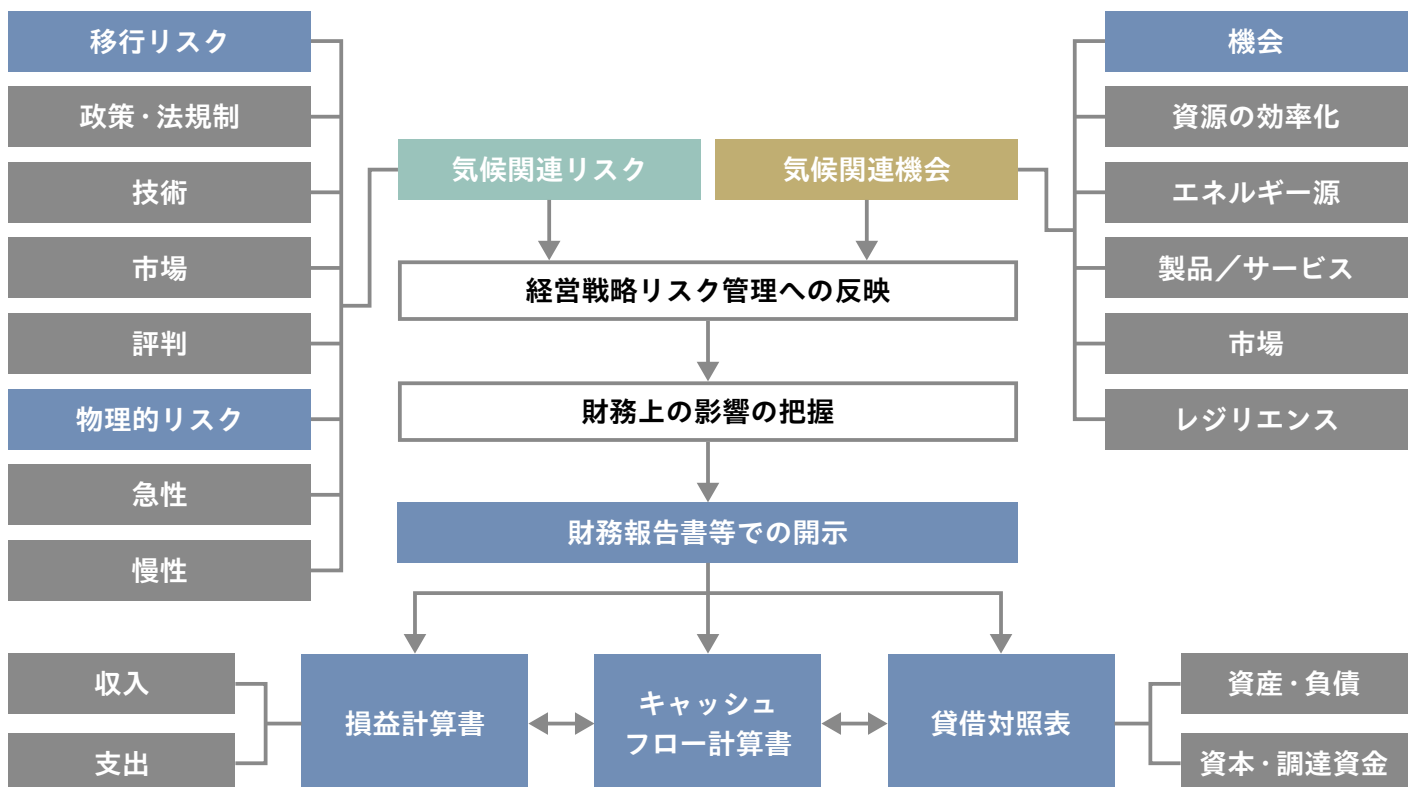 移行リスク
政策・法規制
技術
市場
評判
物理的リスク
急性
慢性
気候関連リスク
気候関連機会
機会
資源の効率化
エネルギー源
製品／サービス
市場
レジリエンス
経営戦略リスク管理への反映
財務上の影響の把握
財務報告書等での開示
収入
支出
損益計算書
キャッシュ
フロー計算書
貸借対照表
資産・負債
資本・調達資金